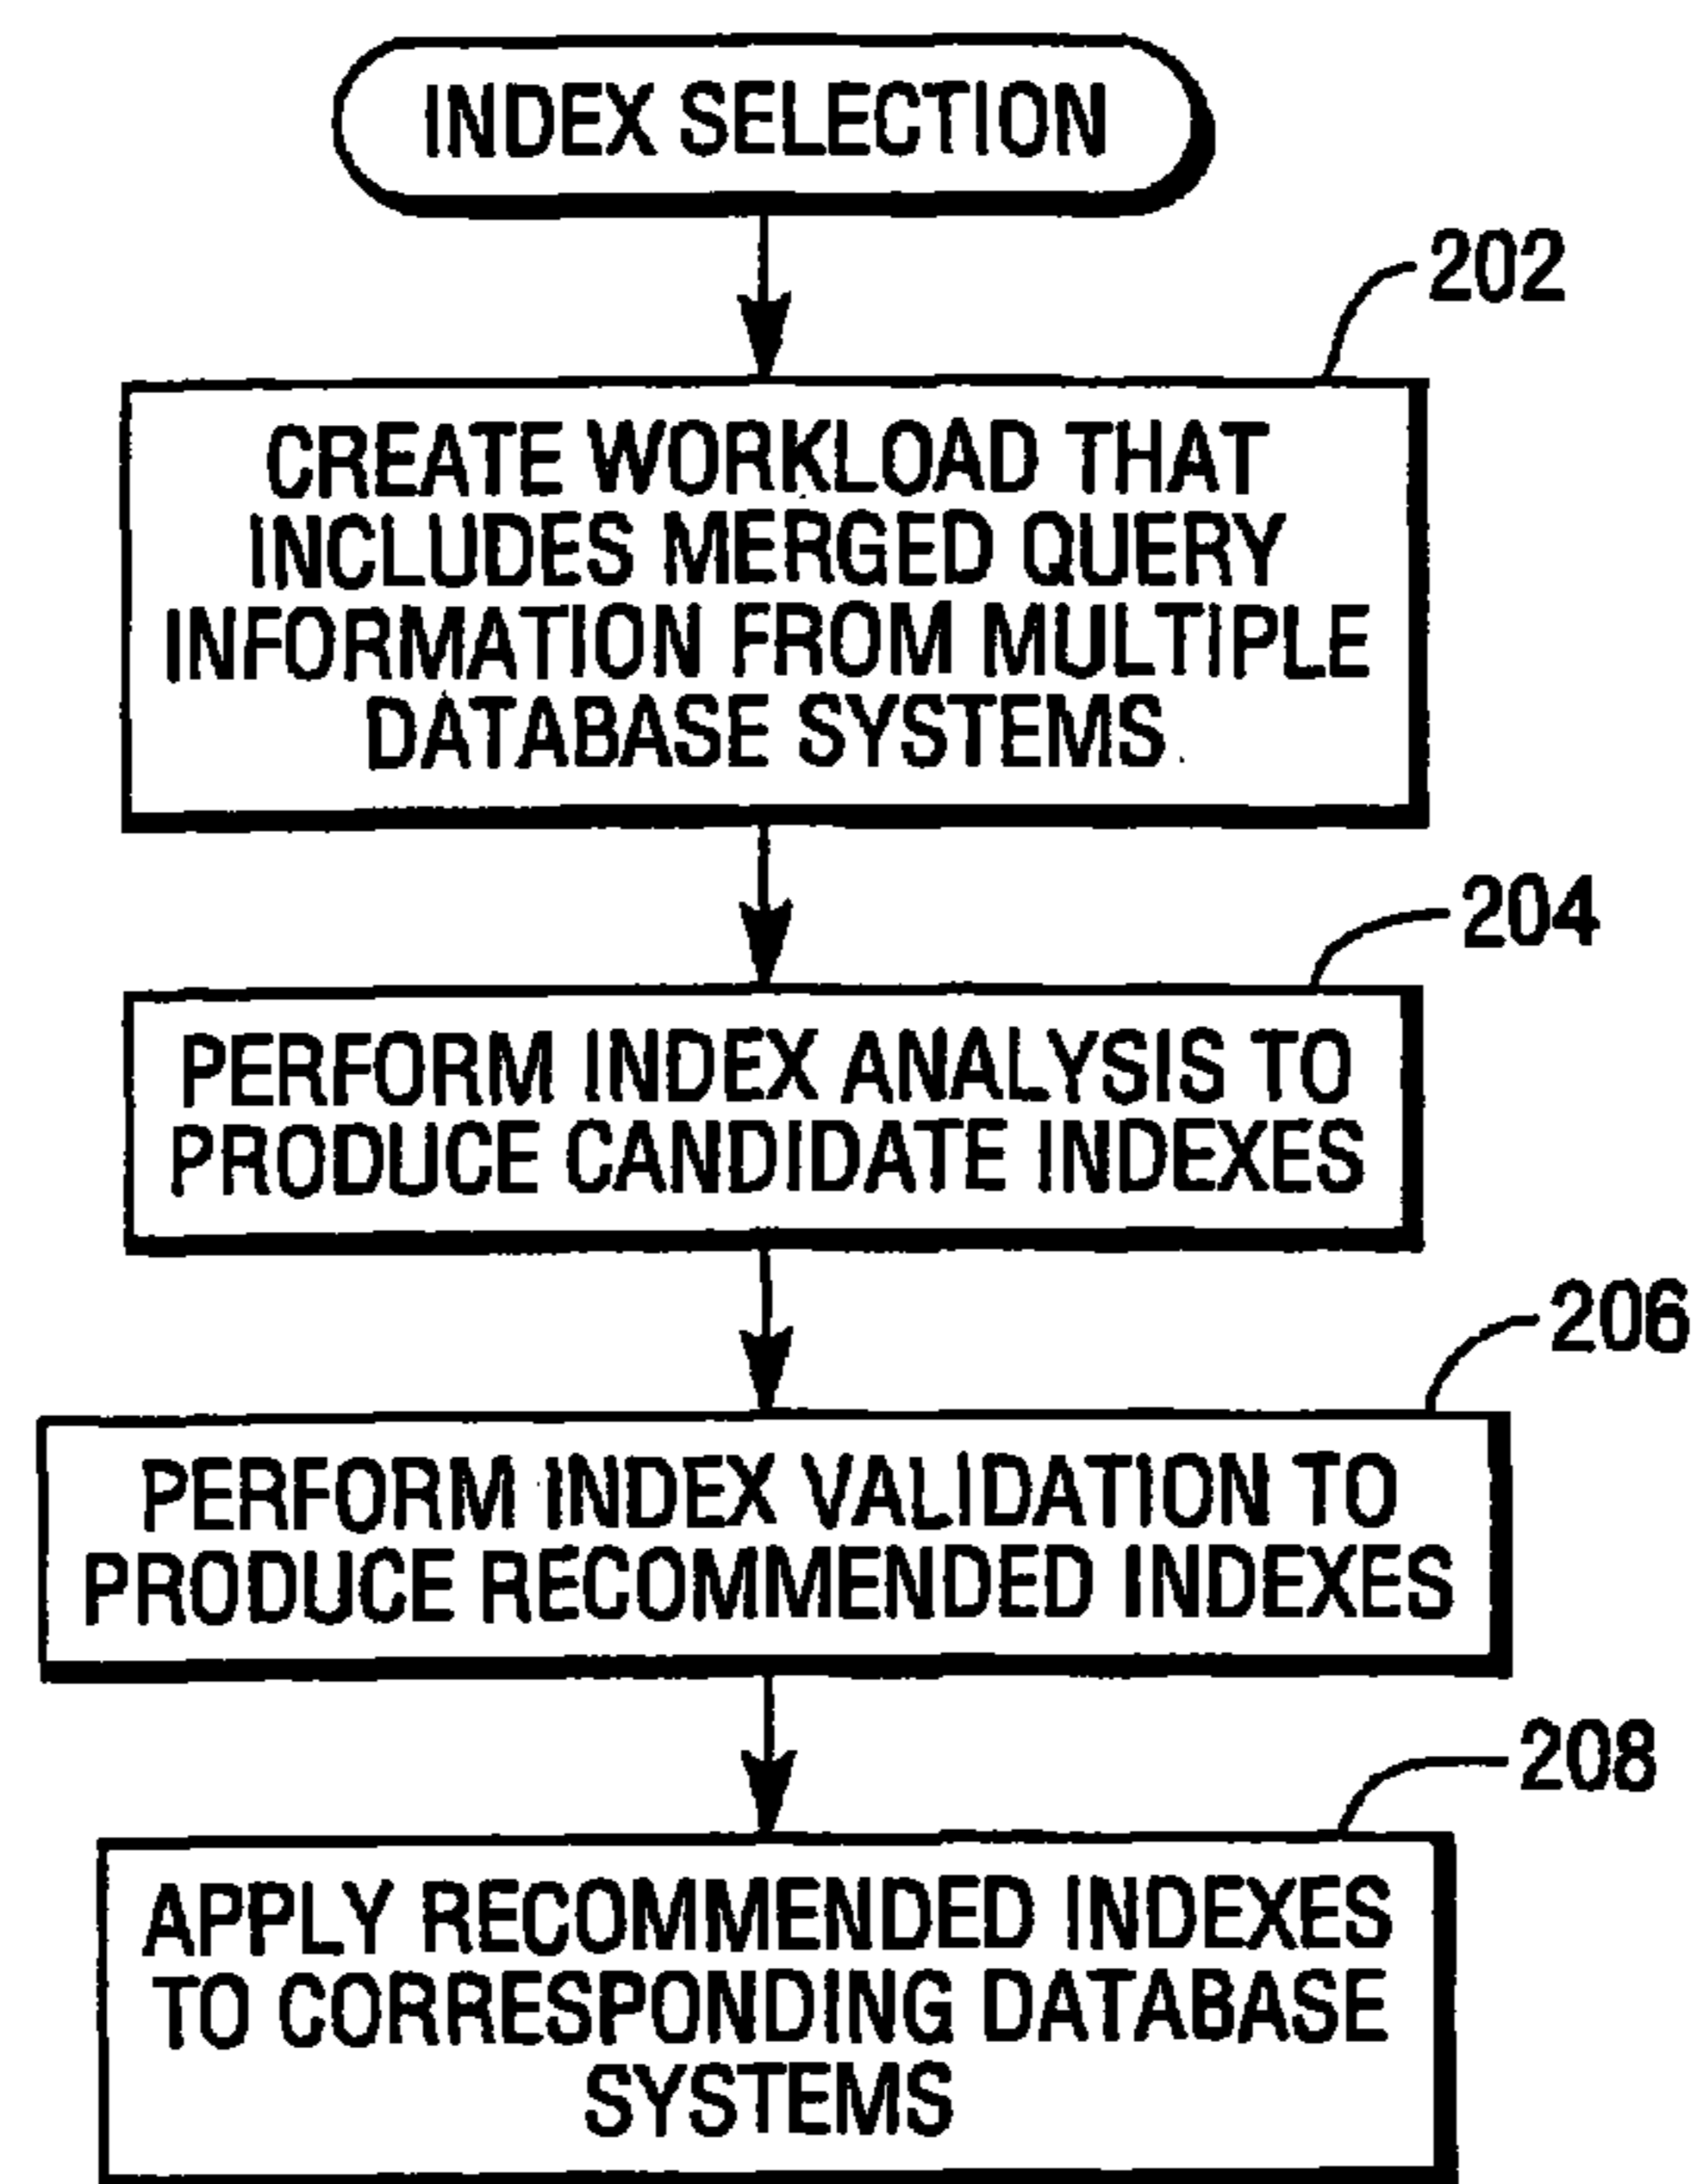 INDEX SELECTION
202
CREATE WORKLOAD THAT
INCLUDES MERGED QUERY
INFORMATION FROM MULTIPLE
DATABASE SYSTEMS
204
PERFORM INDEX ANALYSIS TO
PRODUCE CANDIDATE INDEXES
206
PERFORM INDEX VALIDATION TO
PRODUCE RECOMMENDED INDEXES
208
APPLY RECOMMENDED INDEXES
TO CORRESPONDING DATABASE
SYSTEMS